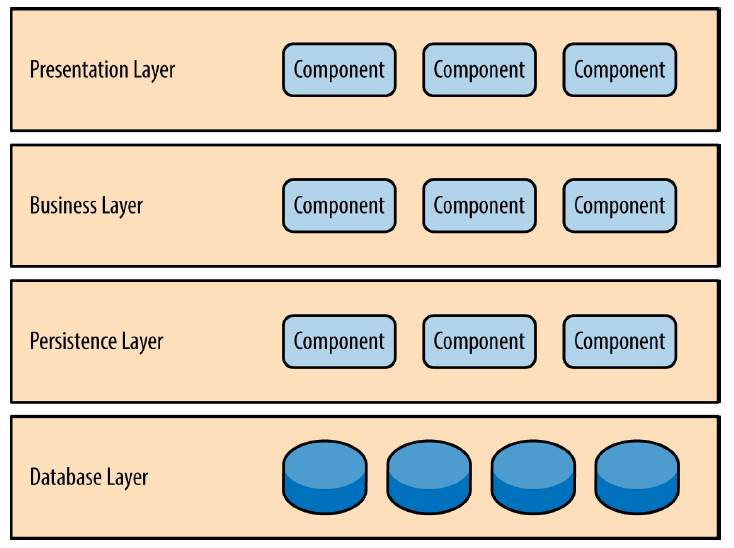 Presentation Layer Component Component Component
Business Layer Component Component Component
Persistence Layer Component Component Component
Database Layer